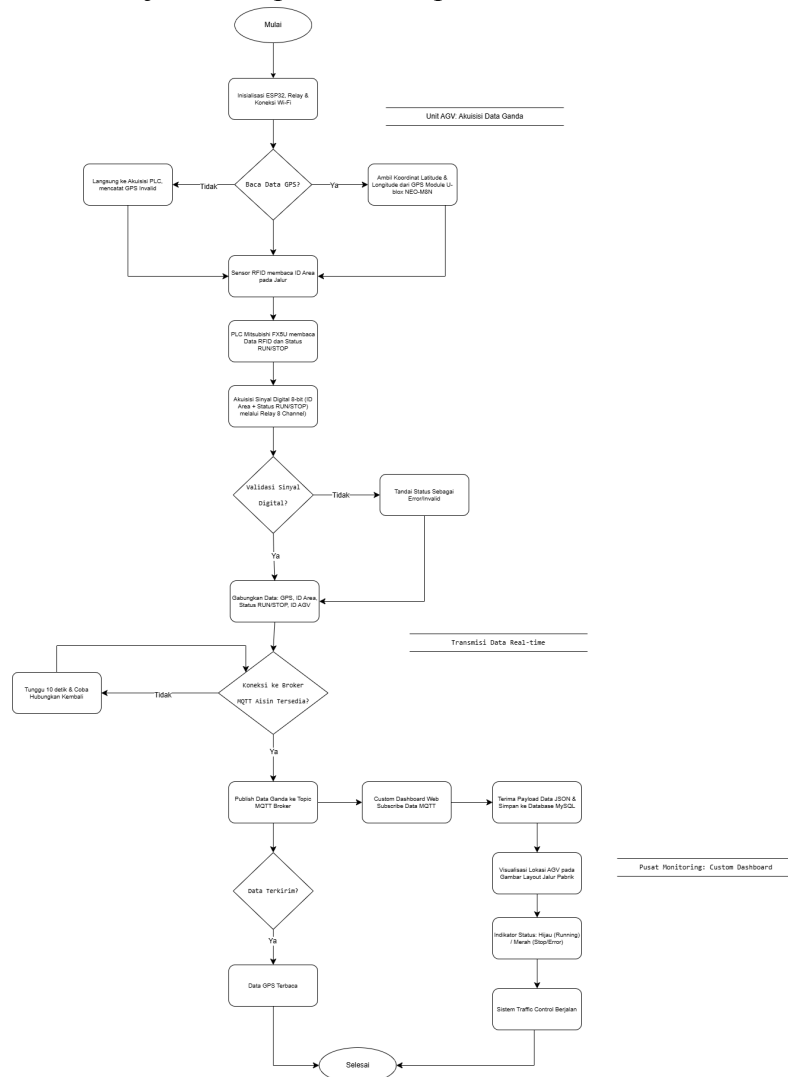 Mulai
Inisialisasi ESP32, Relay &
Koneksi Wi-Fi
Unit AGV: Akuisisi Data Ganda
Langsung ke Akuisisi PLC,
mencatat GPS Invalid
Tidak
Baca Data GPS?
Ya
Ambil Koordinat Latitude &
Longitude dari GPS Module U-
blox NEO-M8N
Sensor RFID membaca ID Area
pada Jalur
PLC Mitsubishi FX5U membaca
Data RFID dan Status
RUN/STOP
Akuisisi Sinyal Digital 8-bit (ID
Area + Status RUN/STOP)
melalui Relay 8 Channel)
Validasi Sinyal
Digital?
Tidak
Tandai Status Sebagai
Error/Invalid
Ya
Gabungkan Data: GPS, ID Area,
Status RUN/STOP, ID AGV
Transmisi Data Real-time
Tunggu 10 detik & Coba
Hubungkan Kembali
Tidak
Koneksi ke Broker
MQTT Aisin Tersedia?
Ya
Publish Data Ganda ke Topic
MQTT Broker
Custom Dashboard Web
Subscribe Data MQTT
Terima Payload Data JSON &
Simpan ke Database MySQL
Visualisasi Lokasi AGV pada
Gambar Layout Jalur Pabrik
Pusat Monitoring: Custom Dashboard
Data Terkirim?
Indikator Status: Hijau (Running)
/ Merah (Stop/Error)
Ya
Data GPS Terbaca
Sistem Traffic Control Berjalan
Selesai